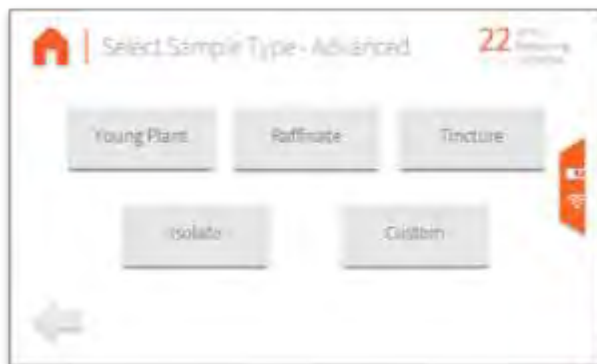 Select Sample Type - Advanced
22
Young Plant
Raffinate
Tincture
Isolate
Custom